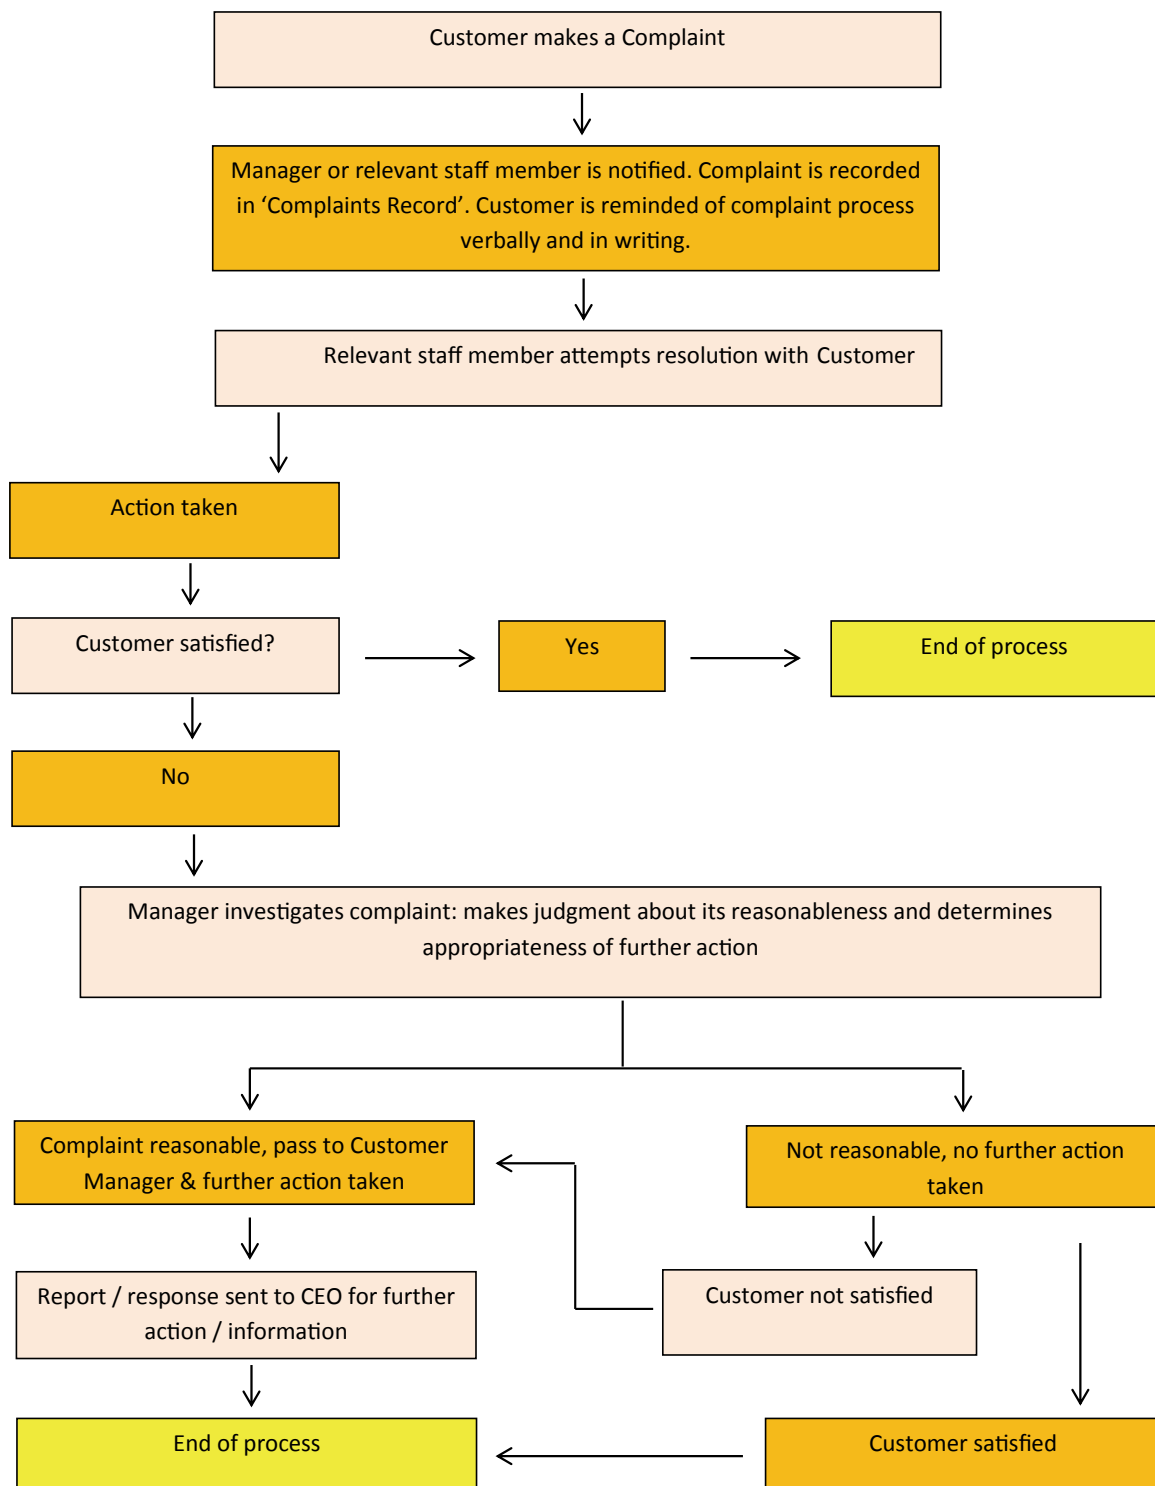 Customer makes a Complaint
Manager or relevant staff member is notified. Complaint is recorded
in ‘Complaints Record’. Customer is reminded of complaint process
verbally and in writing.
Relevant staff member attempts resolution with Customer
Action taken
Customer satisfied?
Yes
End of process
No
Manager investigates complaint: makes judgment about its reasonableness and determines
appropriateness of further action
Complaint reasonable, pass to Customer
Manager & further action taken
Not reasonable, no further action
taken
Report / response sent to CEO for further
action / information
Customer not satisfied
End of process
Customer satisfied